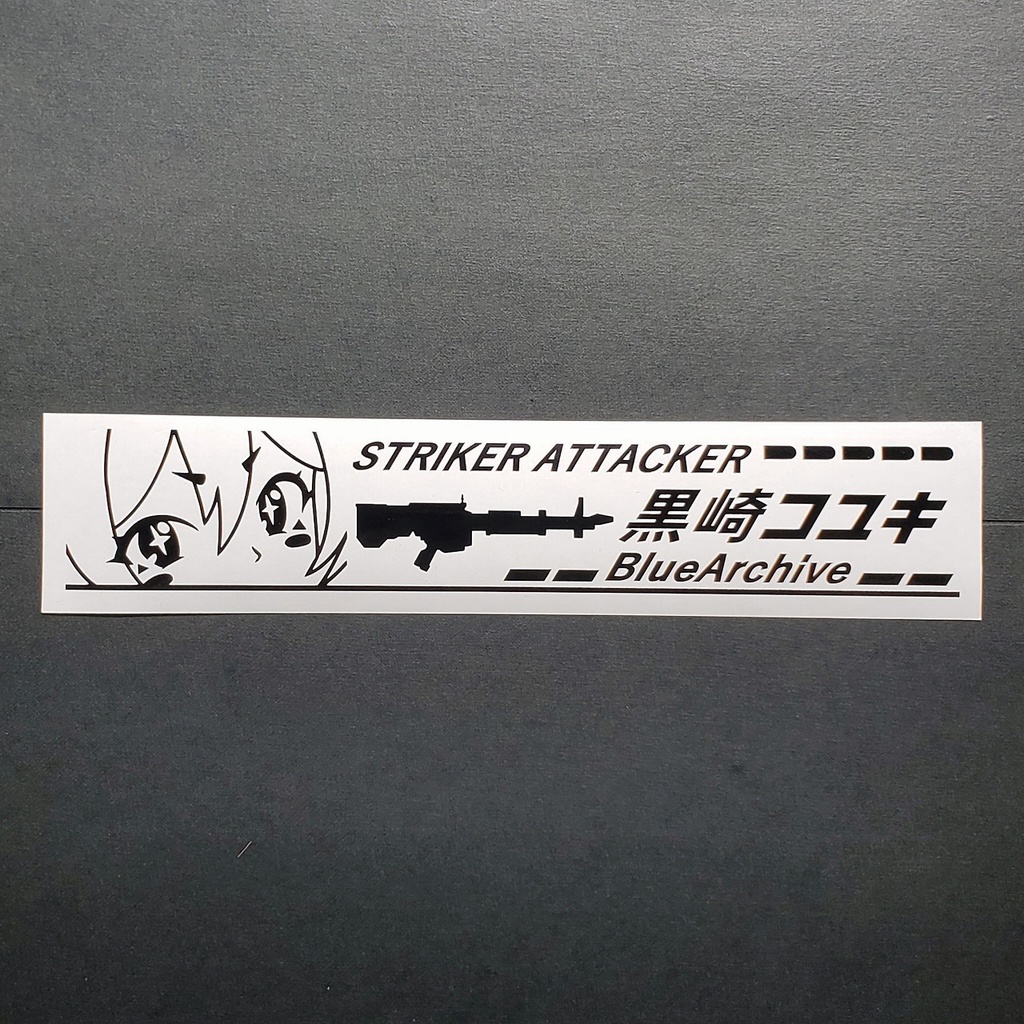 STRIKER ATTACKER
黒崎コユキ
BlueArchive